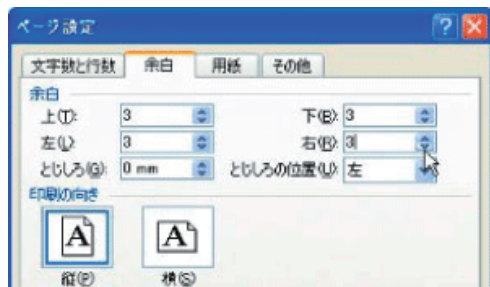 ページ設定
文字数と行数 余白 用紙 その他
余白
上(T): 3 下(B): 3
左(L): 3 右(R): 3
とじしろ(G): 0 mm とじしろの位置(U): 左
印刷の向き
A A
縦(P) 横(S)